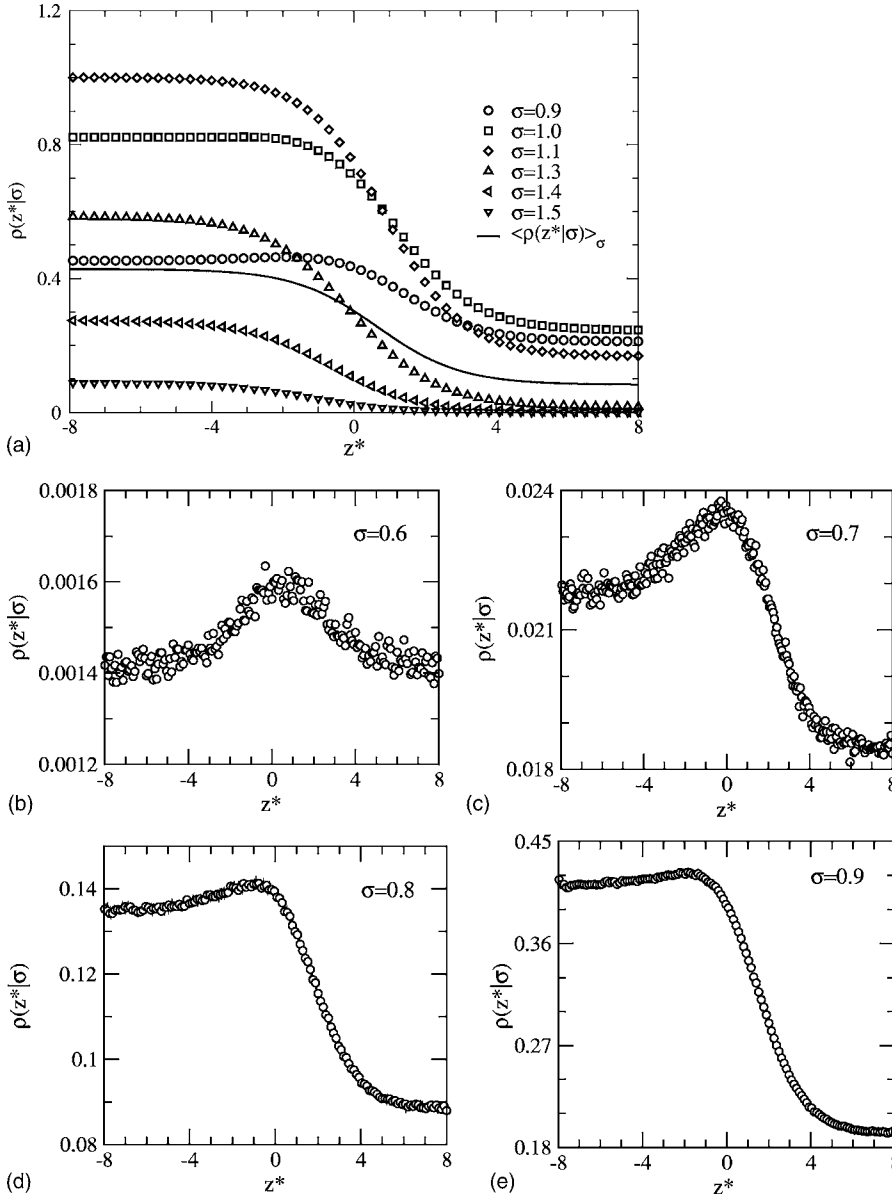 1.2
0.8
0.4
0
ρ(z*|σ)
σ=0.9
σ=1.0
σ=1.1
σ=1.3
σ=1.4
σ=1.5
<ρ(z*|σ)>σ
-8 -4 0 4 8
z*
(a)
0.0018
0.0016
0.0014
0.0012
ρ(z*|σ)
σ=0.6
-8 -4 0 4 8
z*
(b)
0.024
0.021
0.018
ρ(z*|σ)
σ=0.7
-8 -4 0 4 8
z*
(c)
0.14
0.12
0.1
0.08
ρ(z*|σ)
σ=0.8
-8 -4 0 4 8
z*
(d)
0.45
0.36
0.27
0.18
ρ(z*|σ)
σ=0.9
-8 -4 0 4 8
z*
(e)